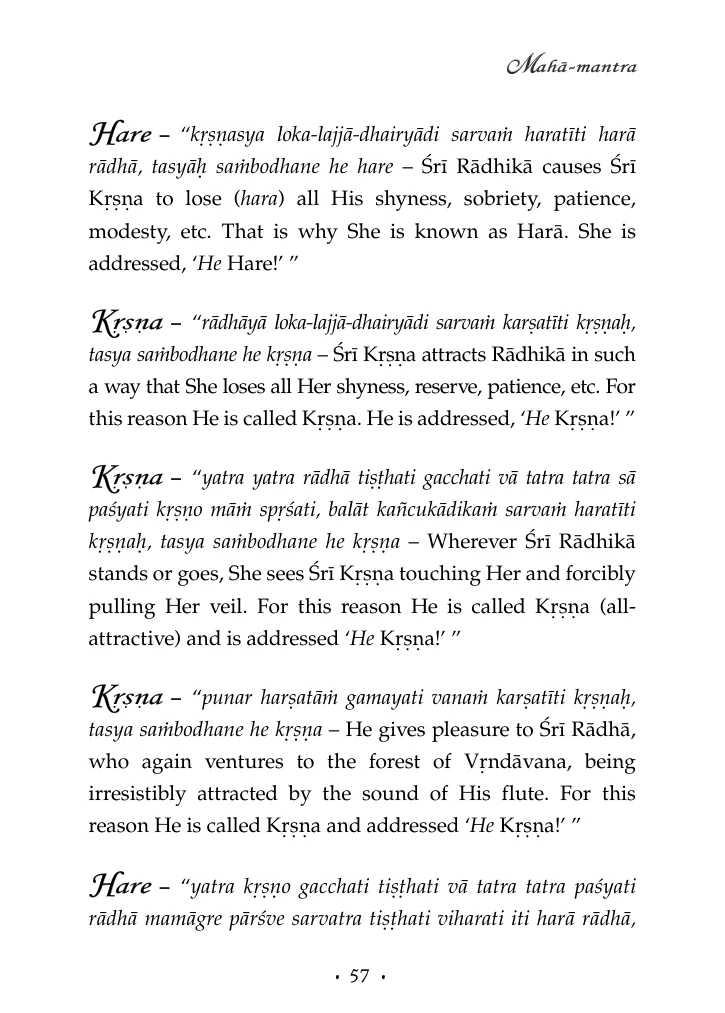 Mahā-mantra
Hare – “kṛṣṇasya loka-lajjā-dhairyādi sarvaṁ haratīti harā
rādhā, tasyāḥ saṁbodhane he hare – Śrī Rādhikā causes Śrī
Kṛṣṇa to lose (hara) all His shyness, sobriety, patience,
modesty, etc. That is why She is known as Harā. She is
addressed, ‘He Hare!’ ”
Kṛṣṇa – “rādhāyā loka-lajjā-dhairyādi sarvaṁ karṣatīti kṛṣṇaḥ,
tasya saṁbodhane he kṛṣṇa – Śrī Kṛṣṇa attracts Rādhikā in such
a way that She loses all Her shyness, reserve, patience, etc. For
this reason He is called Kṛṣṇa. He is addressed, ‘He Kṛṣṇa!’ ”
Kṛṣṇa – “yatra yatra rādhā tiṣṭhati gacchati vā tatra tatra sā
paśyati kṛṣṇo māṁ spṛśati, balāt kañcukādikaṁ sarvaṁ haratīti
kṛṣṇaḥ, tasya saṁbodhane he kṛṣṇa – Wherever Śrī Rādhikā
stands or goes, She sees Śrī Kṛṣṇa touching Her and forcibly
pulling Her veil. For this reason He is called Kṛṣṇa (all-
attractive) and is addressed ‘He Kṛṣṇa!’ ”
Kṛṣṇa – “punar harṣatāṁ gamayati vanaṁ karṣatīti kṛṣṇaḥ,
tasya saṁbodhane he kṛṣṇa – He gives pleasure to Śrī Rādhā,
who again ventures to the forest of Vṛndāvana, being
irresistibly attracted by the sound of His flute. For this
reason He is called Kṛṣṇa and addressed ‘He Kṛṣṇa!’ ”
Hare – “yatra kṛṣṇo gacchati tiṣṭhati vā tatra tatra paśyati
rādhā mamāgre pārśve sarvatra tiṣṭhati viharati iti harā rādhā,
• 57 •